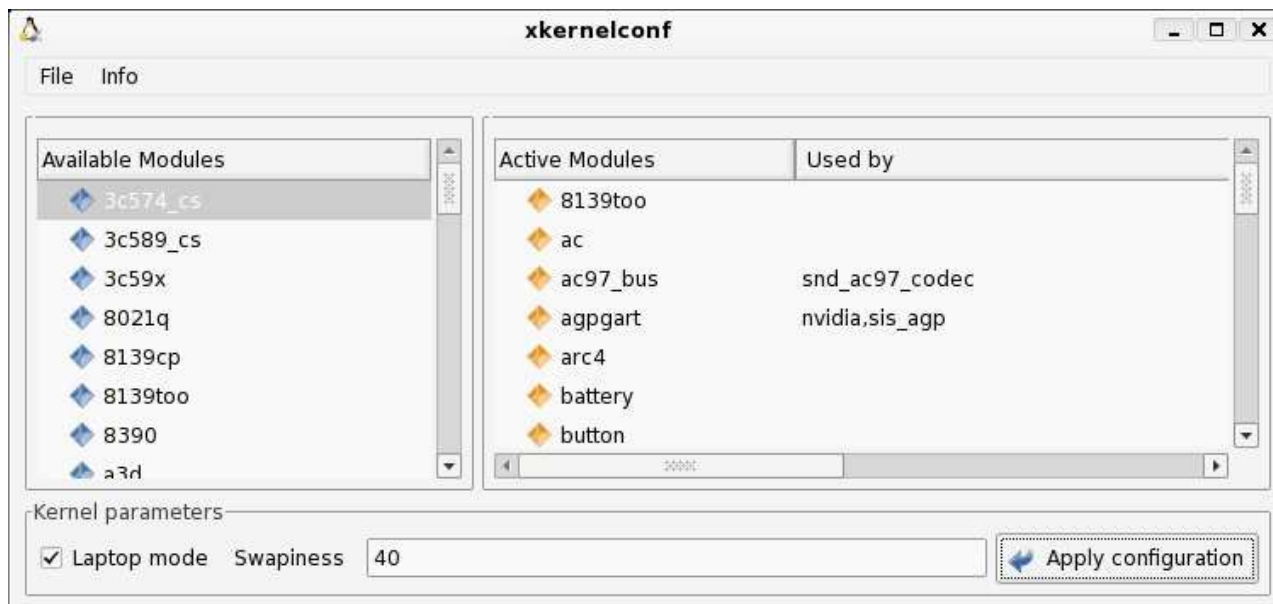 xkernelconf
File Info
Available Modules
3c574_cs
3c589_cs
3c59x
8021q
8139cp
8139too
8390
a3d
Active Modules Used by
8139too
ac
ac97_bus snd_ac97_codec
agpgart nvidia,sis_agp
arc4
battery
button
Kernel parameters
Laptop mode Swapiness 40 Apply configuration